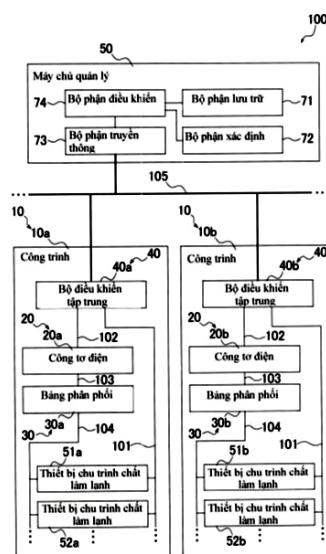 100
50
Máy chủ quản lý
74
Bộ phận điều khiển
Bộ phận lưu trữ
71
73
Bộ phận truyền thông
Bộ phận xác định
72
105
10
10a
10
10b
Công trình
40
40a
Công trình
40
40b
Bộ điều khiển tập trung
Bộ điều khiển tập trung
20
20a
102
20
20b
102
Công tơ điện
Công tơ điện
103
103
Bảng phân phối
Bảng phân phối
30a
30
104
30b
30
104
51a
101
51b
101
Thiết bị chu trình chất làm lạnh
Thiết bị chu trình chất làm lạnh
Thiết bị chu trình chất làm lạnh
Thiết bị chu trình chất làm lạnh
52a
52b